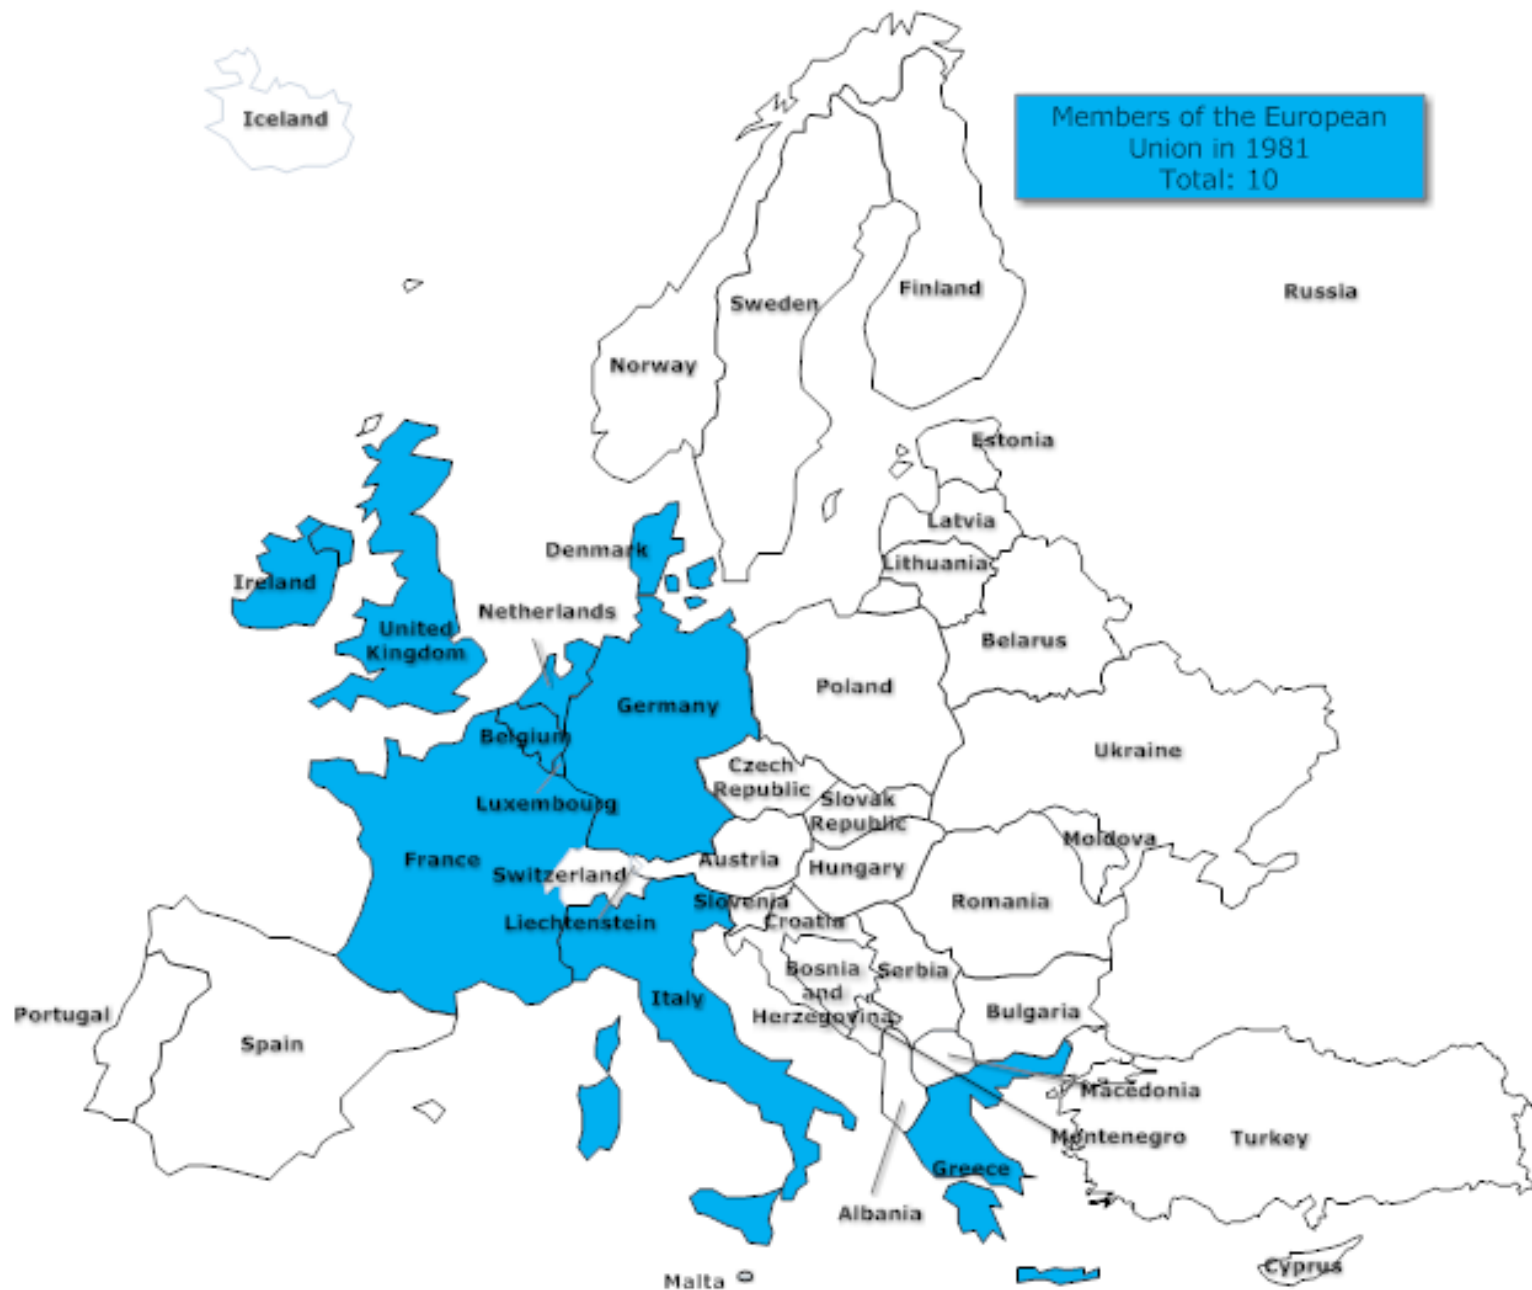 Iceland
Members of the European
Union in 1981
Total: 10
Russia
Finland
Sweden
Norway
Estonia
Latvia
Lithuania
Denmark
Ireland
Netherlands
United
Kingdom
Belarus
Poland
Germany
Belgium
Ukraine
Czech
Republic
Slovak
Republic
Luxembourg
Moldova
France
Austria
Hungary
Switzerland
Slovenia
Romania
Croatia
Liechtenstein
Bosnia
and
Herzegovina
Serbia
Italy
Bulgaria
Portugal
Spain
Macedonia
Montenegro
Turkey
Greece
Albania
Cyprus
Malta